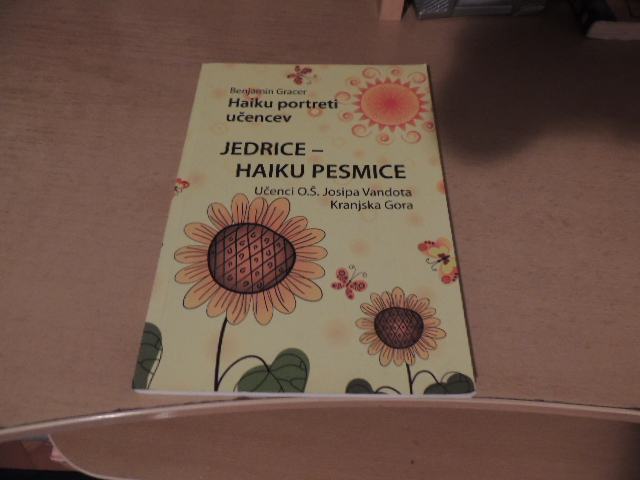 Benjamin Gracer
Haiku portreti
učencev
JEDRICE –
HAIKU PESMICE
Učenci O.Š. Josipa Vandota
Kranjska Gora